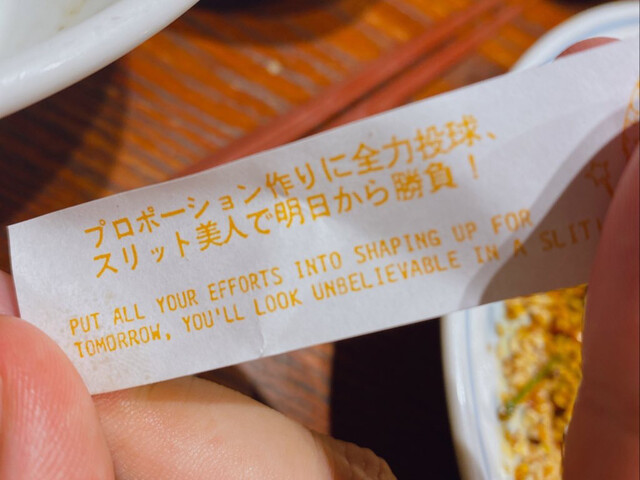 プロポーション作りに全力投球、
スリット美人で明日から勝負！
PUT ALL YOUR EFFORTS INTO SHAPING UP FOR
TOMORROW, YOU'LL LOOK UNBELIEVABLE IN A